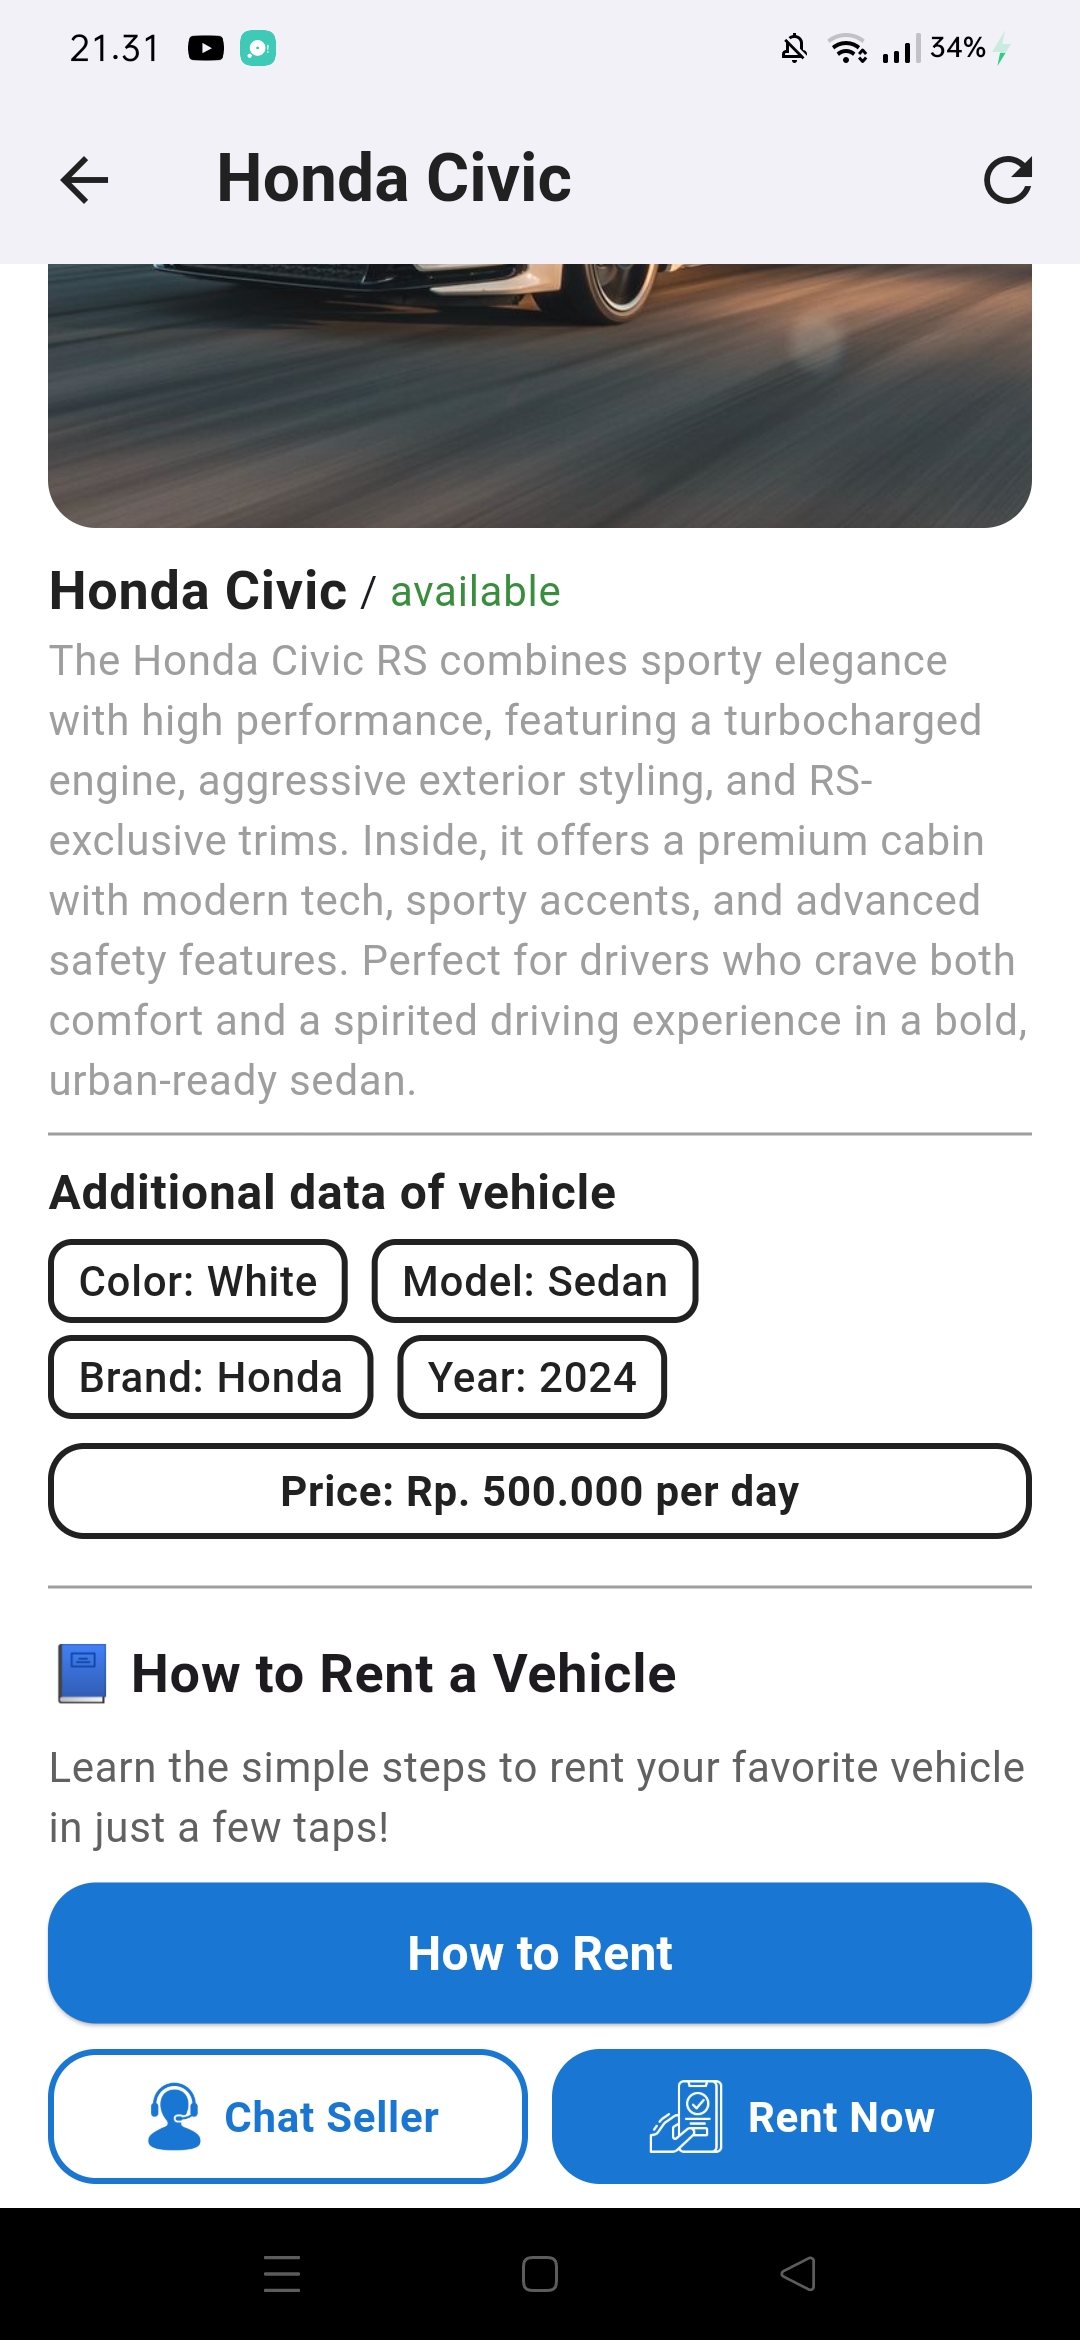 21.31
34%
Honda Civic
Honda Civic / available
The Honda Civic RS combines sporty elegance
with high performance, featuring a turbocharged
engine, aggressive exterior styling, and RS-
exclusive trims. Inside, it offers a premium cabin
with modern tech, sporty accents, and advanced
safety features. Perfect for drivers who crave both
comfort and a spirited driving experience in a bold,
urban-ready sedan.
Additional data of vehicle
Color: White
Model: Sedan
Brand: Honda
Year: 2024
Price: Rp. 500.000 per day
How to Rent a Vehicle
Learn the simple steps to rent your favorite vehicle
in just a few taps!
How to Rent
Chat Seller
Rent Now